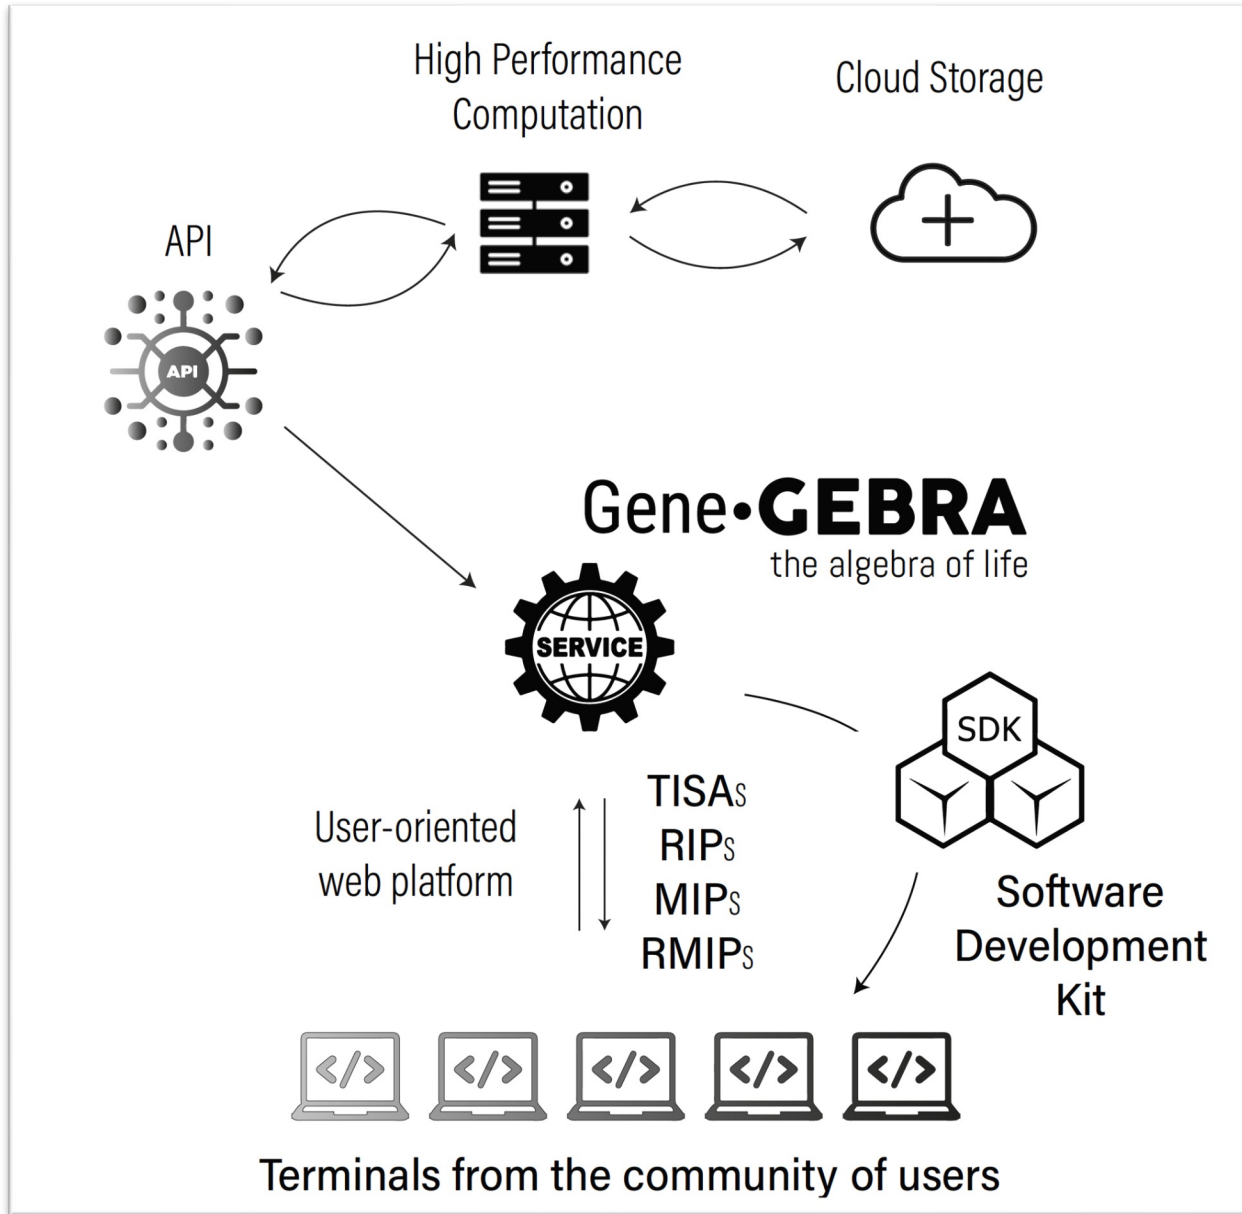 High Performance
Computation
Cloud Storage
API
API
Gene•GEBRA
the algebra of life
SERVICE
SDK
TISAs
RIPs
MIPs
RMIPs
User-oriented
web platform
Software
Development
Kit
</>
</>
</>
</>
</>
Terminals from the community of users